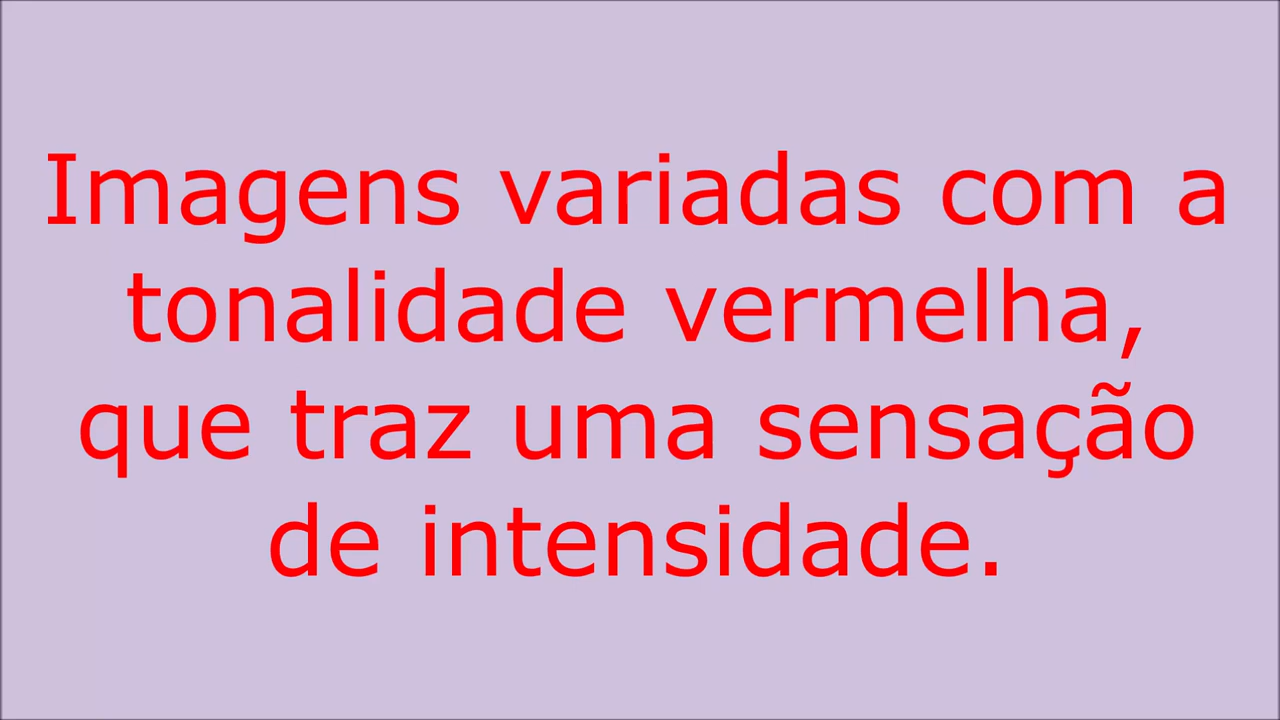 Imagens variadas com a
tonalidade vermelha,
que traz uma sensação
de intensidade.